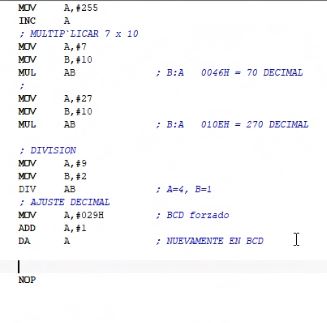 MOV A,#255
INC A
; MULTIP`LICAR 7 x 10
MOV A,#7
MOV B,#10
MUL AB ; B:A 0046H = 70 DECIMAL
;
MOV A,#27
MOV B,#10
MUL AB ; B:A 010EH = 270 DECIMAL
; DIVISION
MOV A,#9
MOV B,#2
DIV AB ; A=4, B=1
; AJUSTE DECIMAL
MOV A,#029H ; BCD forzado
ADD A,#1
DA A ; NUEVAMENTE EN BCD
NOP